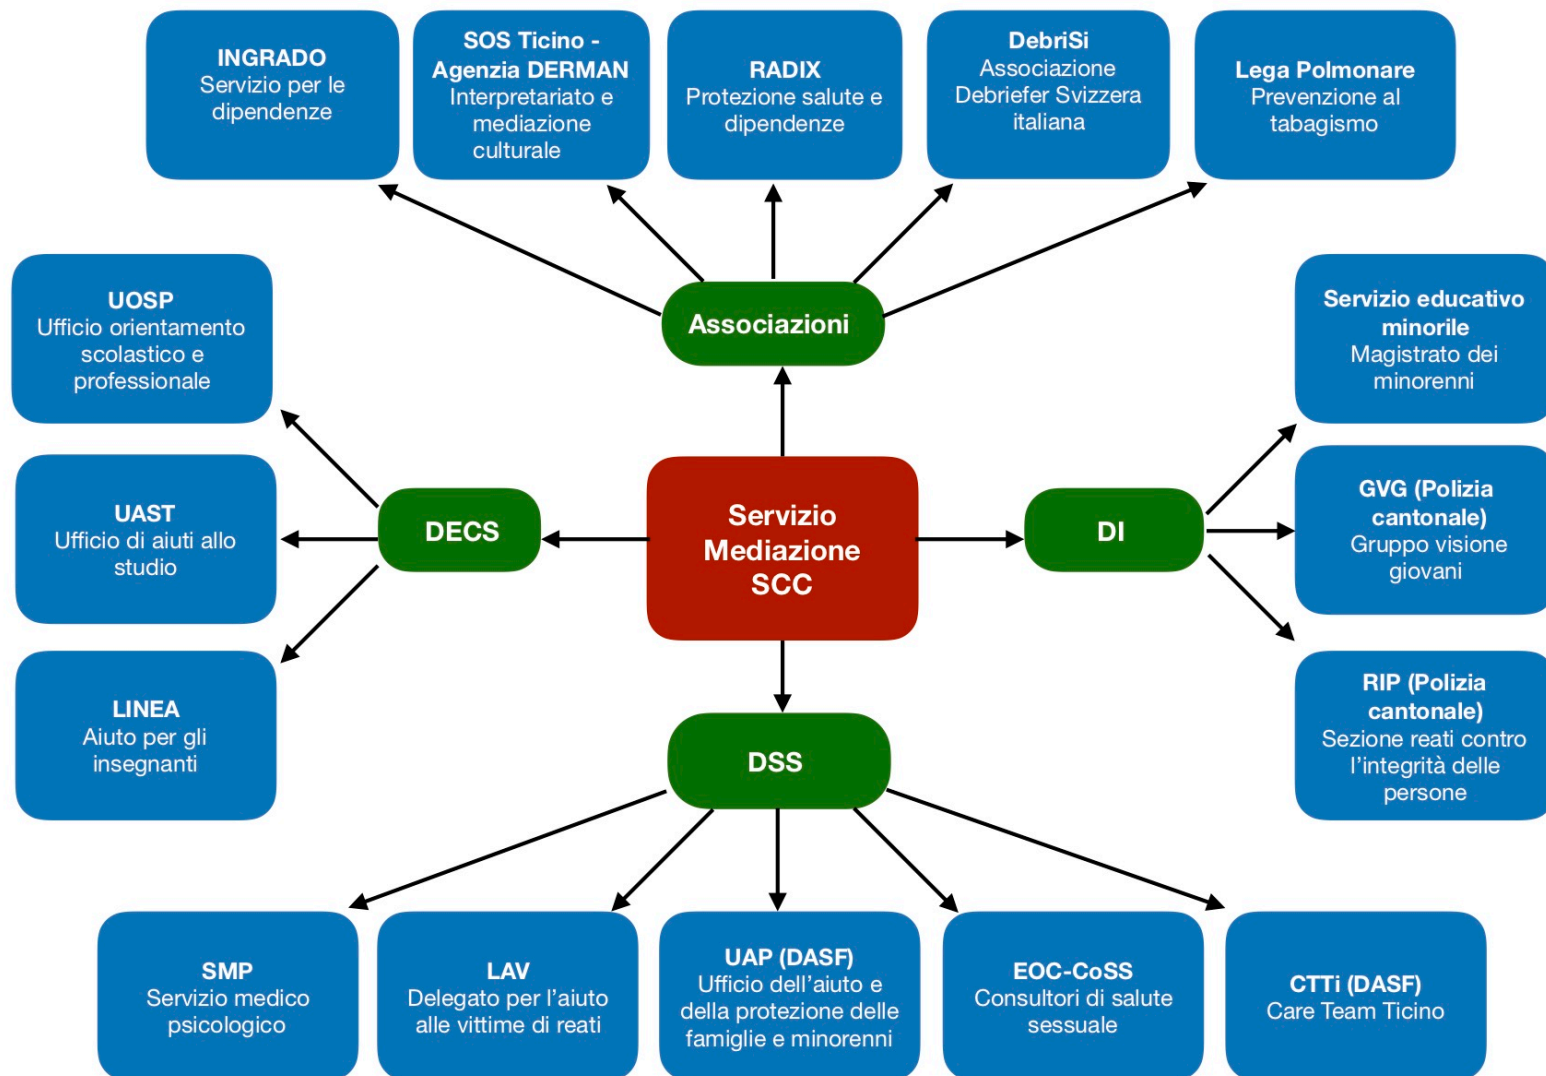 INGRADO
Servizio per le
dipendenze
SOS Ticino -
Agenzia DERMAN
Interpretariato e
mediazione
culturale
RADIX
Protezione salute e
dipendenze
DebriSi
Associazione
Debriefer Svizzera
italiana
Lega Polmonare
Prevenzione al
tabagismo
Associazioni
UOSP
Ufficio orientamento
scolastico e
professionale
UAST
Ufficio di aiuti allo
studio
LINEA
Aiuto per gli
insegnanti
DECS
Servizio
Mediazione
SCC
DI
Servizio educativo
minorile
Magistrato dei
minorenni
GVG (Polizia
cantonale)
Gruppo visione
giovani
RIP (Polizia
cantonale)
Sezione reati contro
l’integrità delle
persone
DSS
SMP
Servizio medico
psicologico
LAV
Delegato per l’aiuto
alle vittime di reati
UAP (DASF)
Ufficio dell’aiuto e
della protezione delle
famiglie e minorenni
EOC-CoSS
Consultori di salute
sessuale
CTTi (DASF)
Care Team Ticino